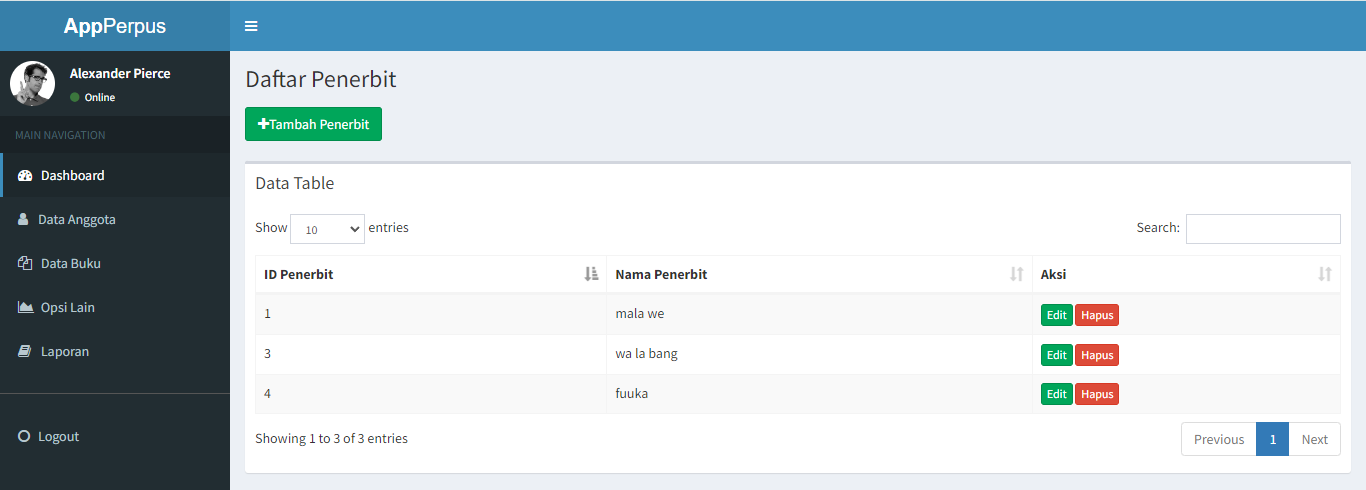 AppPerpus
Alexander Pierce
Online
MAIN NAVIGATION
Dashboard
Data Anggota
Data Buku
Opsi Lain
Laporan
Logout
Daftar Penerbit
+Tambah Penerbit
Data Table
Show 10 entries Search:
ID Penerbit Nama Penerbit Aksi
1 mala we Edit Hapus
3 wa la bang Edit Hapus
4 fuuka Edit Hapus
Showing 1 to 3 of 3 entries Previous 1 Next